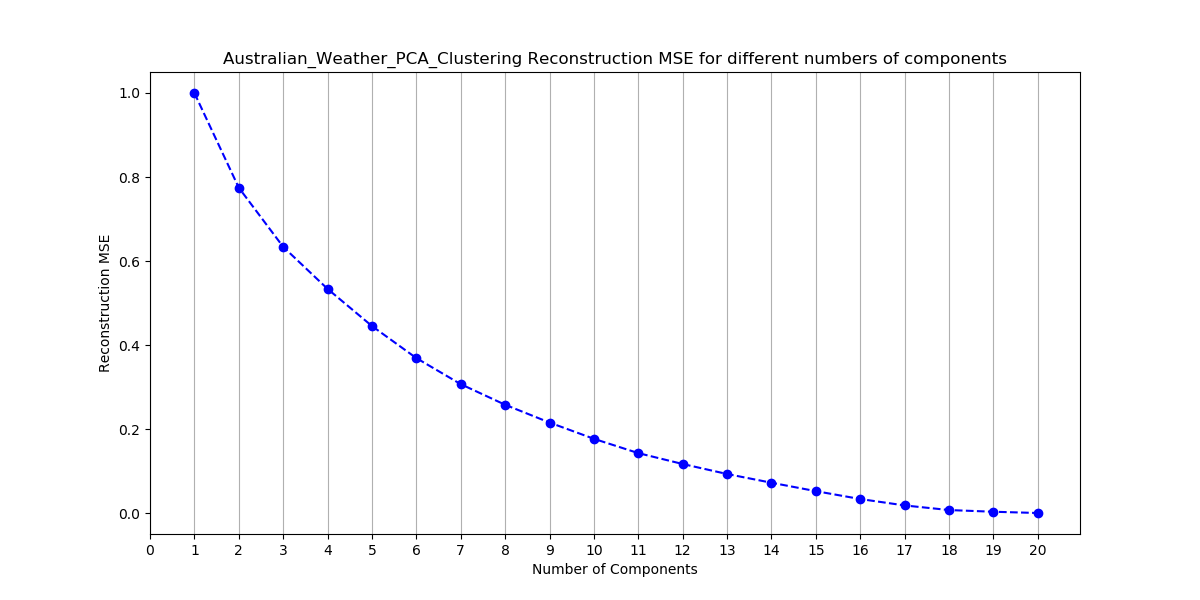 Australian_Weather_PCA_Clustering Reconstruction MSE for different numbers of components
1.0
0.8
0.6
0.4
0.2
0.0
Reconstruction MSE
0 1 2 3 4 5 6 7 8 9 10 11 12 13 14 15 16 17 18 19 20
Number of Components